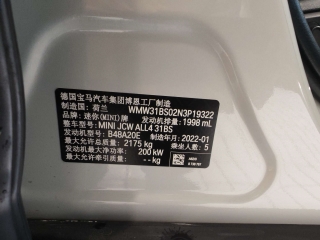 德国宝马汽车集团博恩工厂制造
制造国：荷兰 WMW31BS02N3P19322
品牌：迷你(MINI)牌 发动机排量：1998 mL
整车型号：MINI JCW ALL4 31BS
发动机型号：B48A20E 制造年月：2022-01
最大允许总质量：2175 kg 乘坐人数：5
发动机最大净功率：200 kW
最大允许牵引质量：-- kg